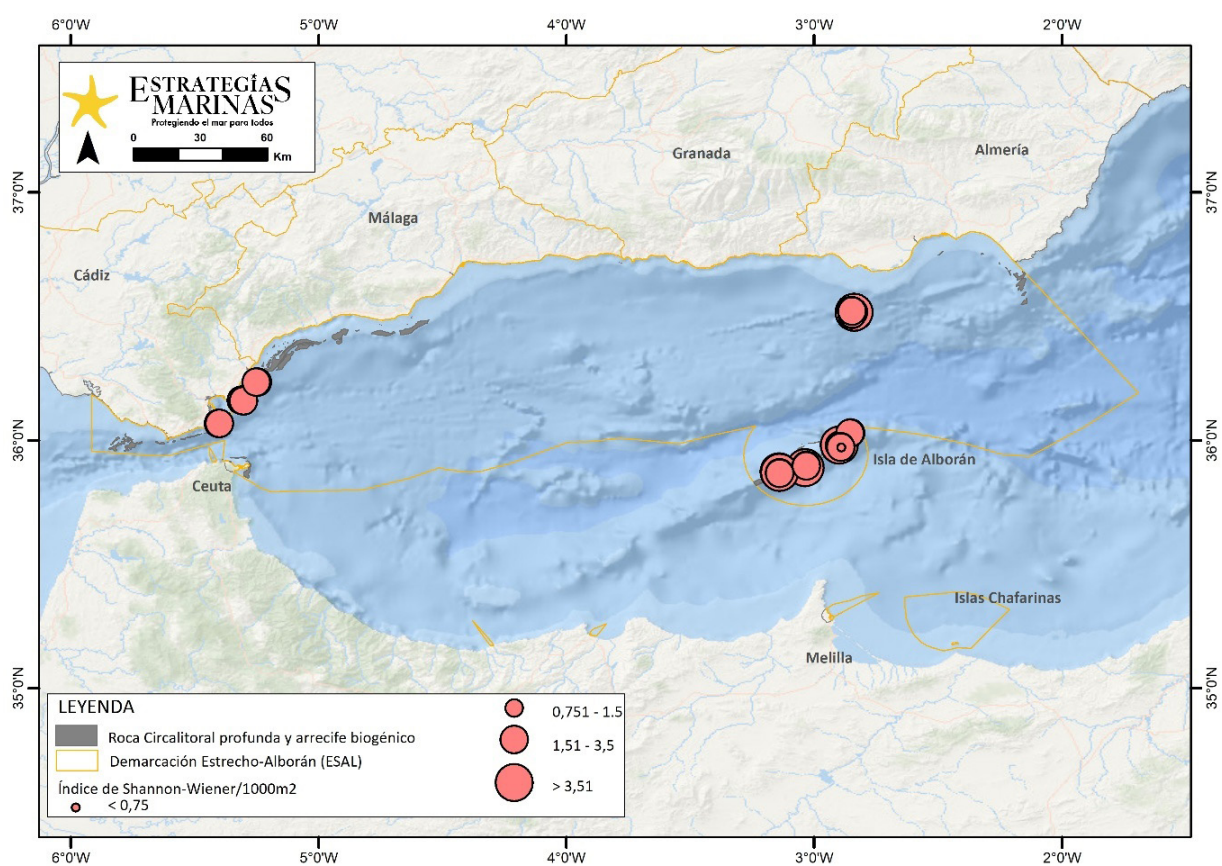 6°0'W 5°0'W 4°0'W 3°0'W 2°0'W
ESTRATEGIAS
MARINAS
Protegiendo el mar para todos
0 30 60
Km
37°0'N 37°0'N
36°0'N 36°0'N
35°0'N 35°0'N
Granada
Almería
Málaga
Cádiz
Isla de Alborán
Ceuta
Islas Chafarinas
Melilla
LEYENDA
Roca Circalitoral profunda y arrecife biogénico
Demarcación Estrecho-Alborán (ESAL)
Índice de Shannon-Wiener/1000m2
< 0,75
0,751 - 1.5
1,51 - 3,5
> 3,51
6°0'W 5°0'W 4°0'W 3°0'W 2°0'W